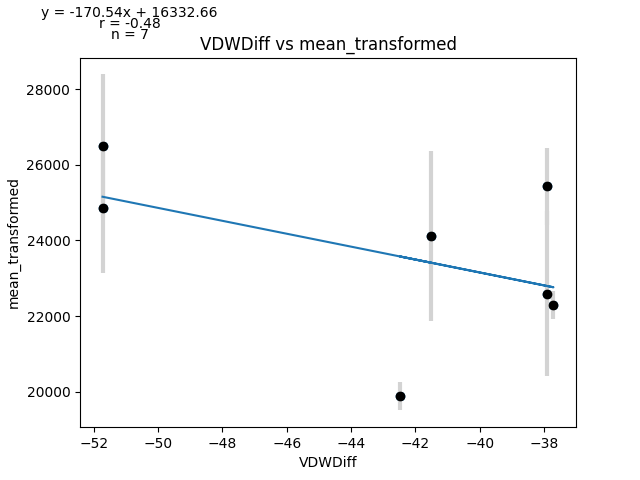 y = -170.54x + 16332.66
r = -0.48
n = 7
VDWDiff vs mean_transformed
28000
26000
24000
22000
20000
mean_transformed
−52 −50 −48 −46 −44 −42 −40 −38
VDWDiff